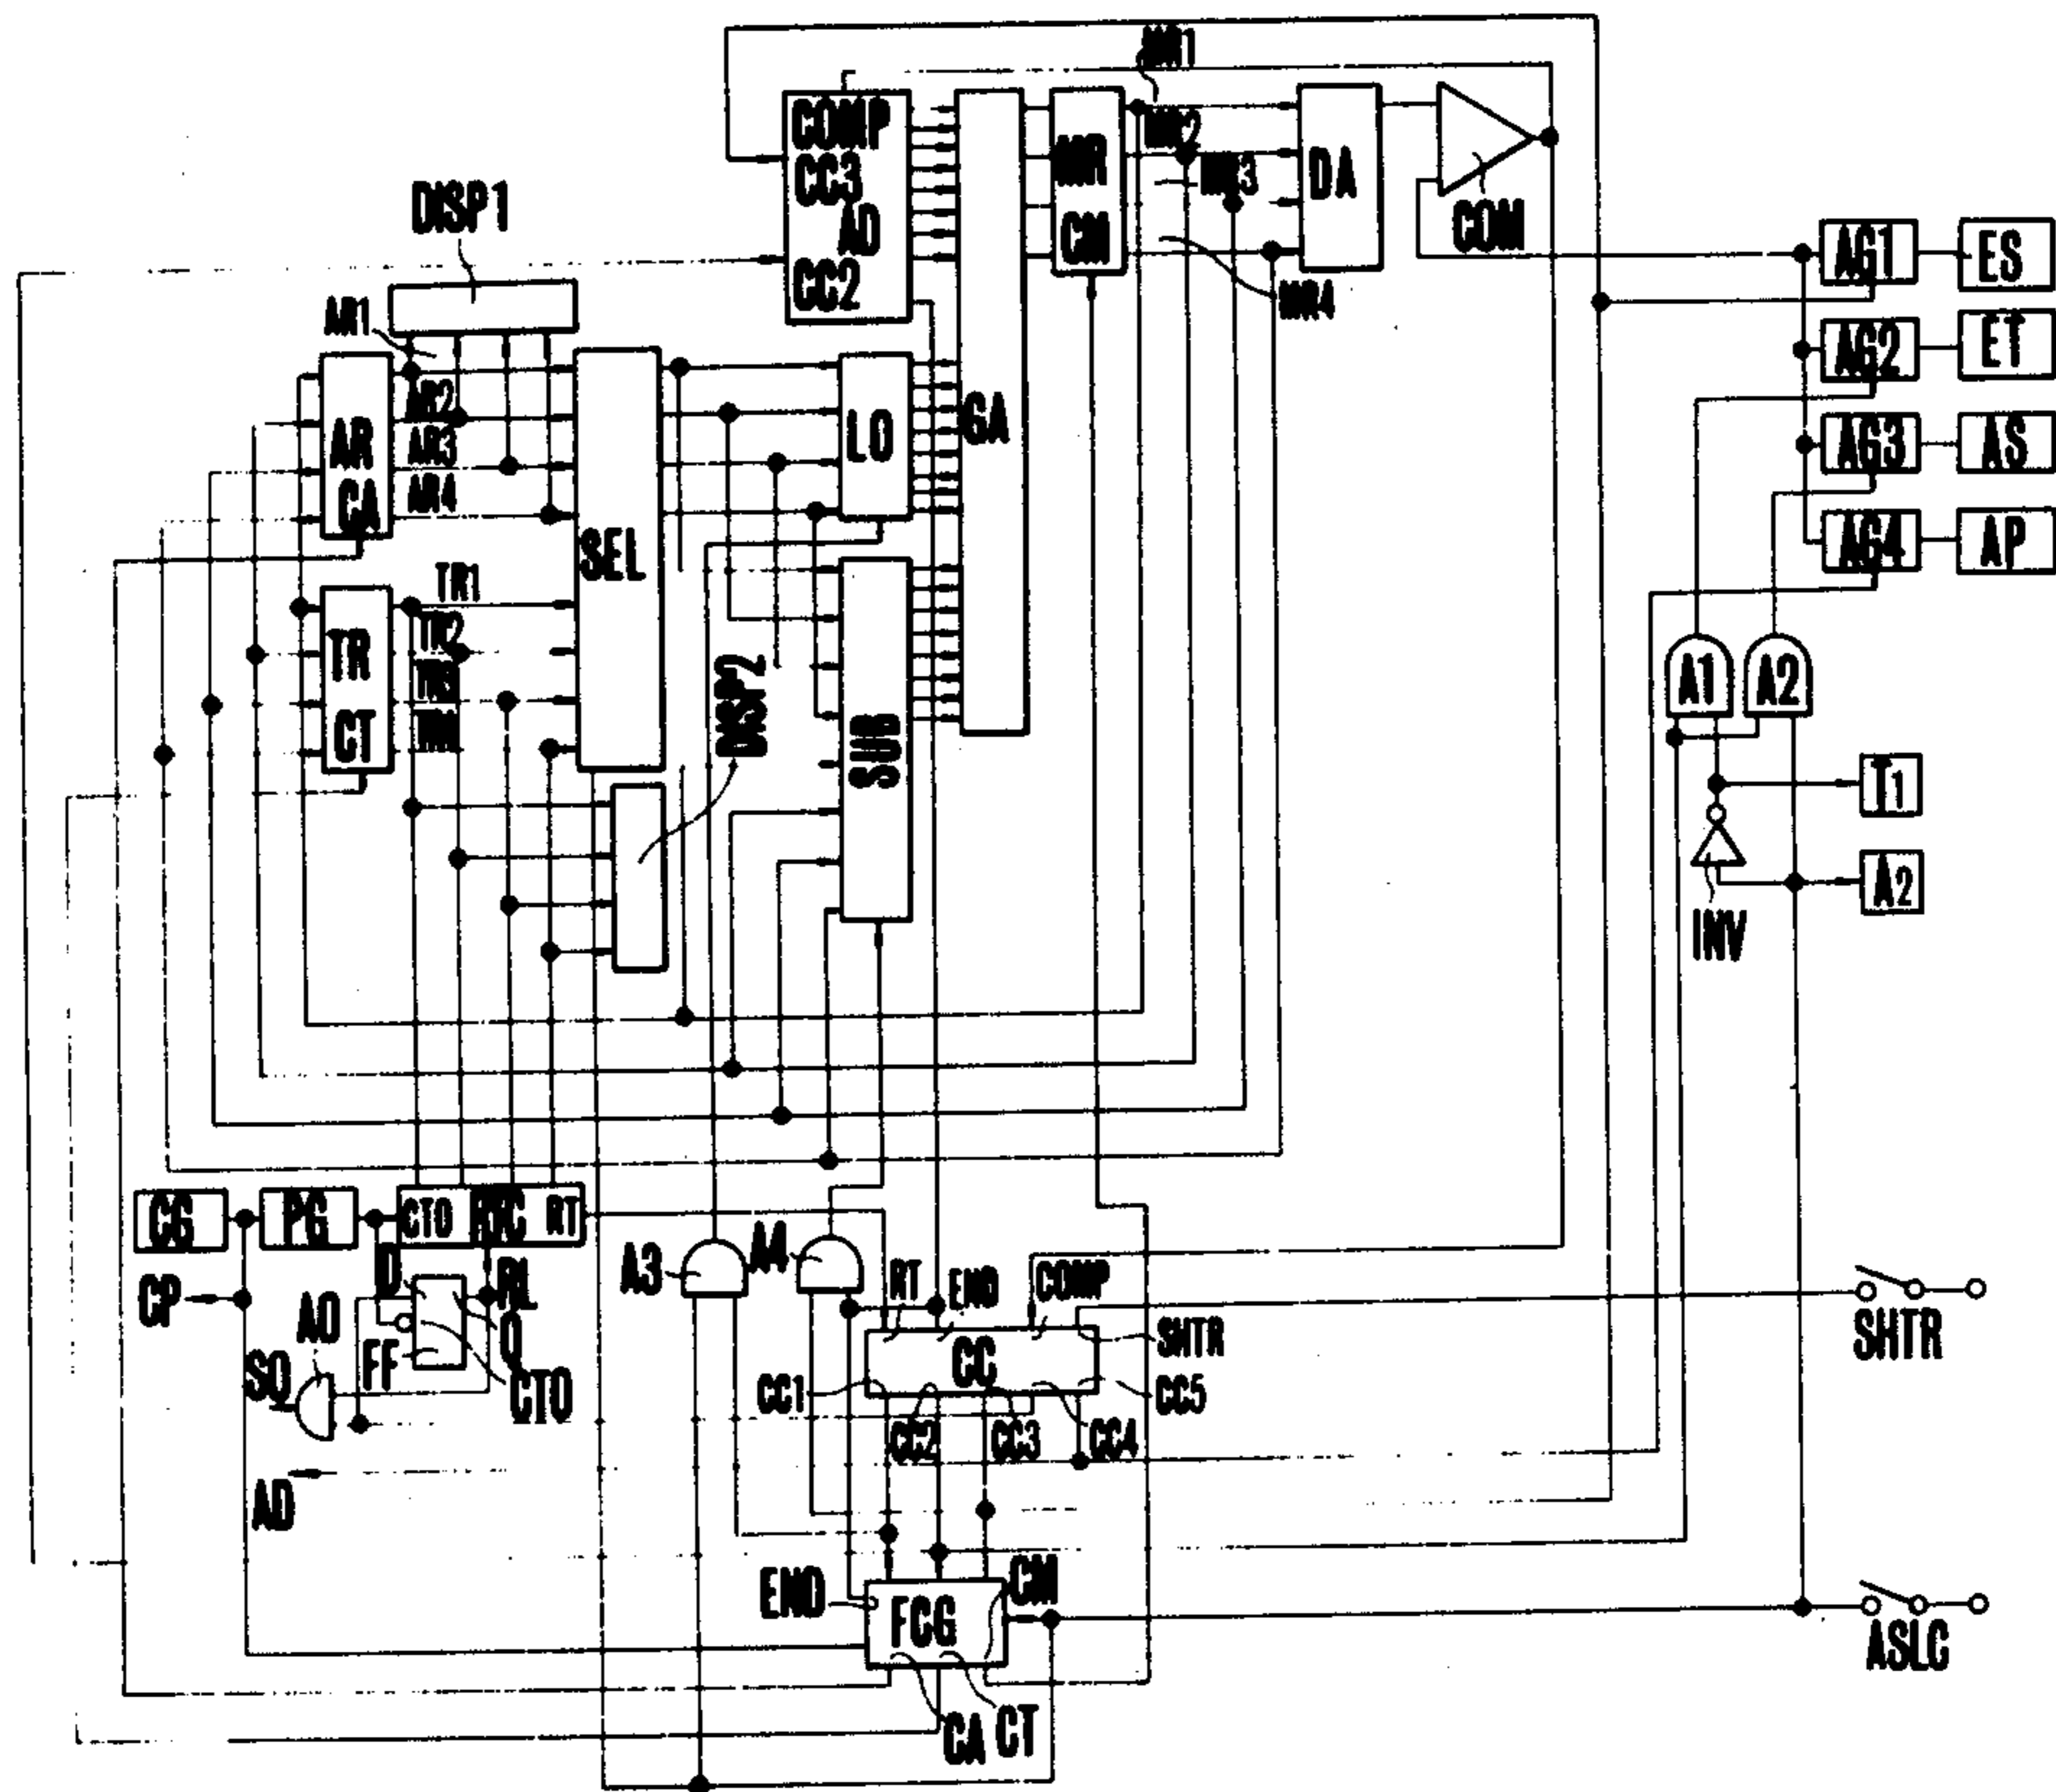 MR1
COMP
CC3
AD
CC2
MR
CM
MR2
MR3
MR4
DA
COM
DISP1
AG1
ES
AG2
ET
AG3
AS
AG4
AP
AR1
AR2
AR3
AR4
AR
CA
SEL
LO
GA
TR1
TR2
TR3
TR4
TR
CT
DISP2
SUB
A1
A2
T1
A2
INV
CG
PG
CTO
RT
CP
D
RL
Q
AO
SO
FF
CTO
A3
A4
RT
END
COMP
SHTR
CC
CC1
CC2
CC3
CC4
CC5
SHTR
AD
END
FCG
CM
CA
CT
ASLC